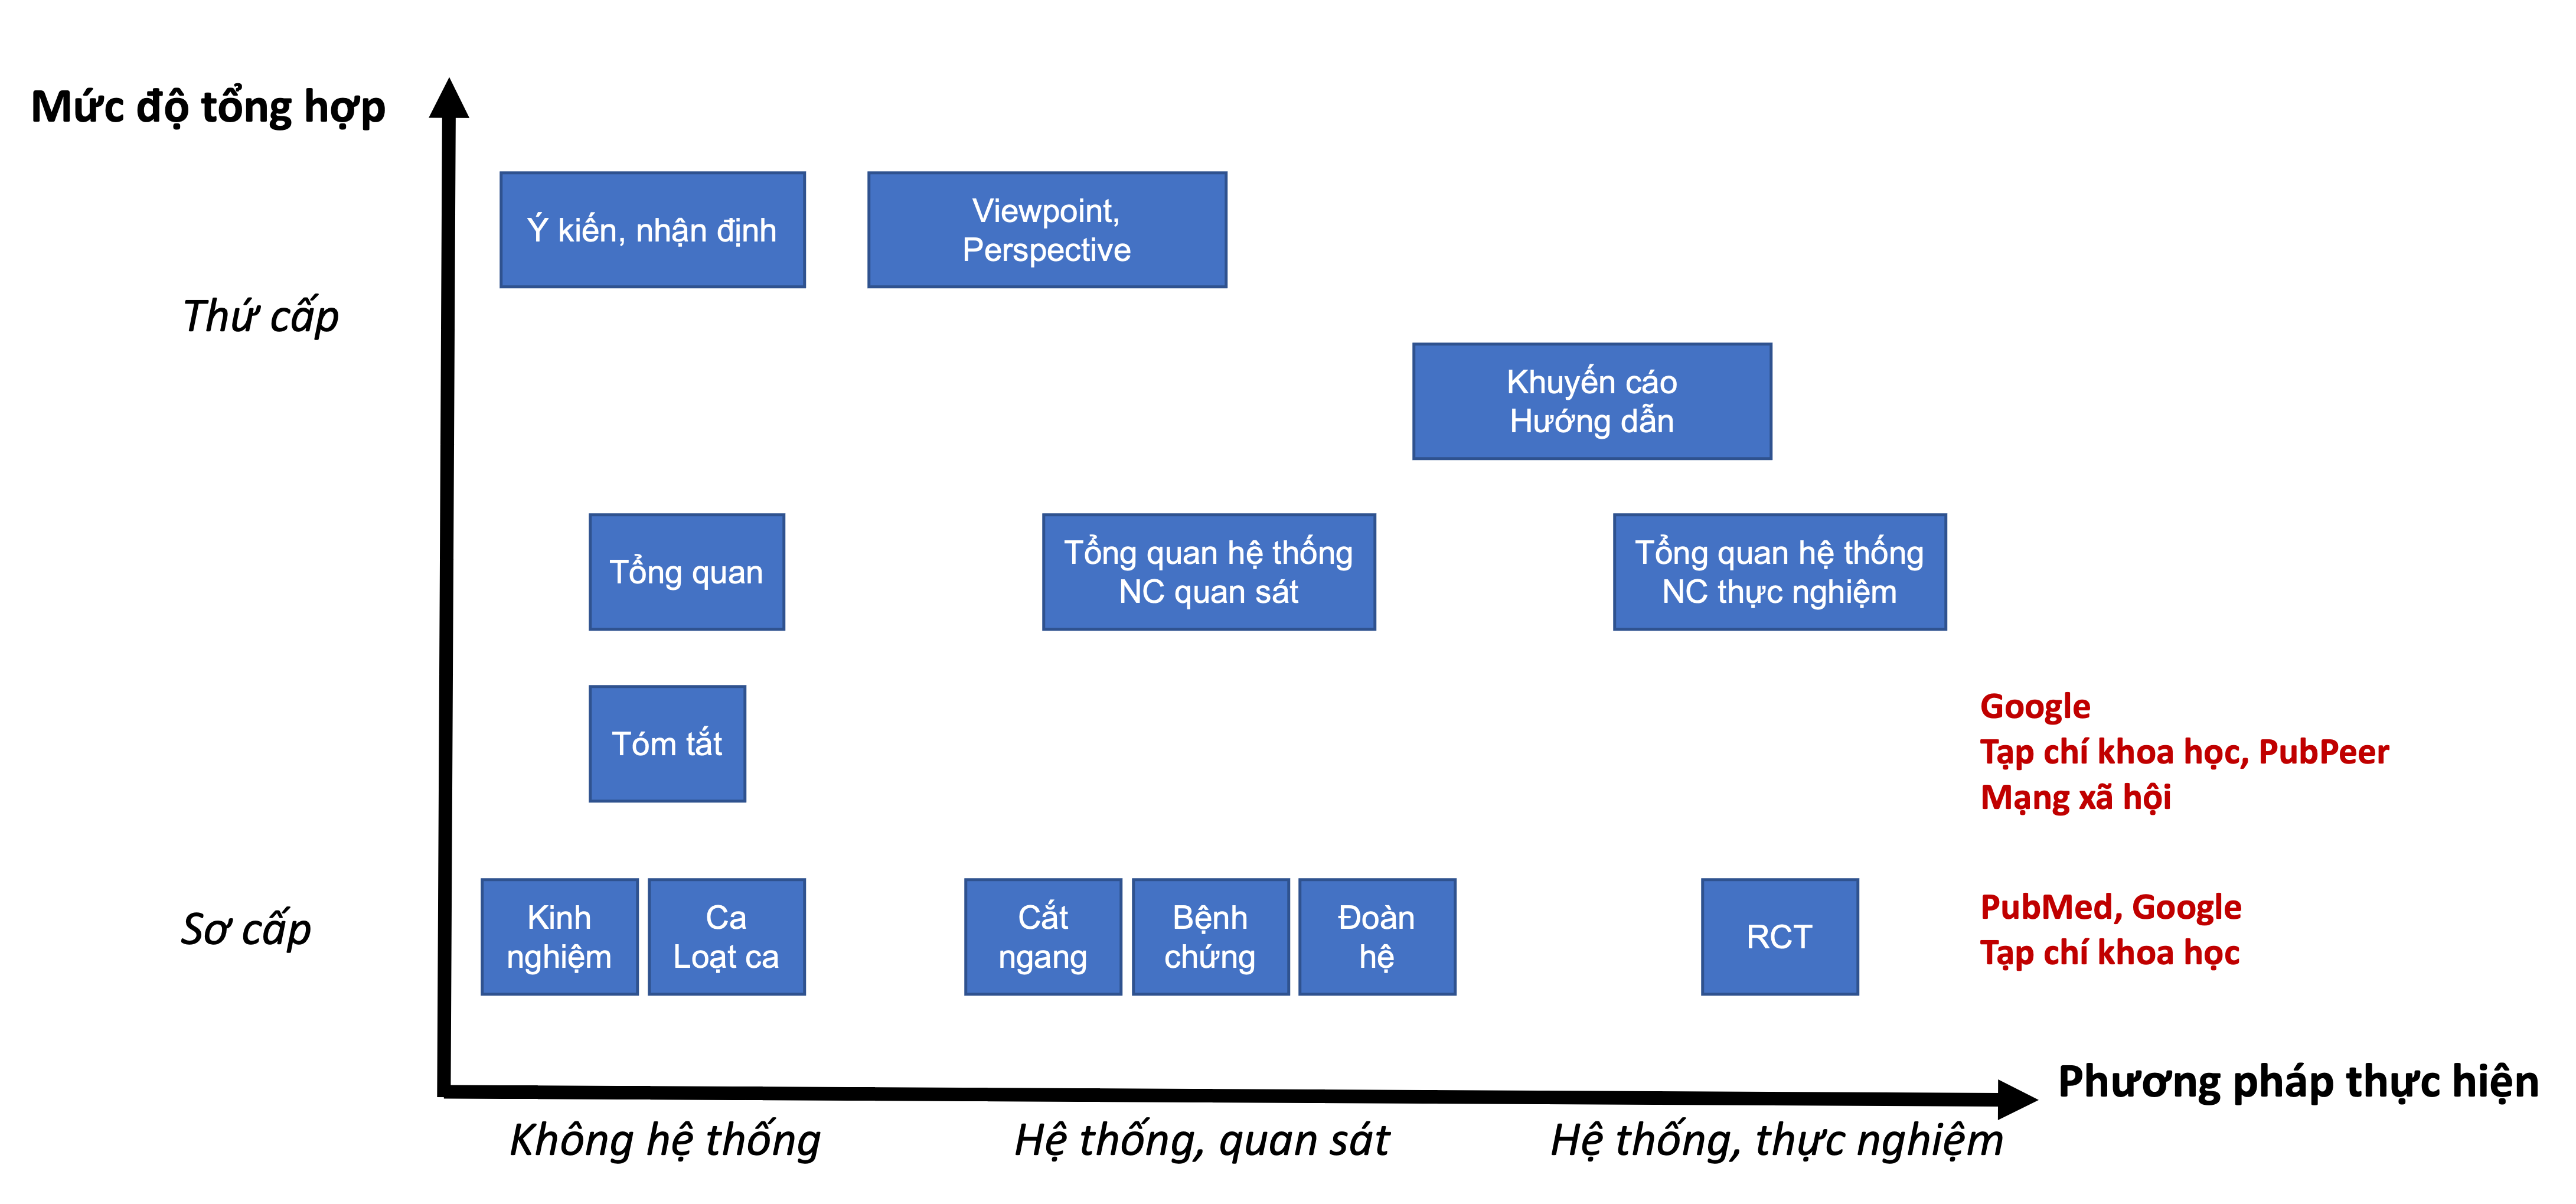 Mức độ tổng hợp
Ý kiến, nhận định
Viewpoint,
Perspective
Thứ cấp
Khuyến cáo
Hướng dẫn
Tổng quan
Tổng quan hệ thống
NC quan sát
Tổng quan hệ thống
NC thực nghiệm
Tóm tắt
Google
Tạp chí khoa học, PubPeer
Mạng xã hội
Sơ cấp
Kinh
nghiệm
Ca
Loạt ca
Cắt
ngang
Bệnh
chứng
Đoàn
hệ
RCT
PubMed, Google
Tạp chí khoa học
Phương pháp thực hiện
Không hệ thống
Hệ thống, quan sát
Hệ thống, thực nghiệm